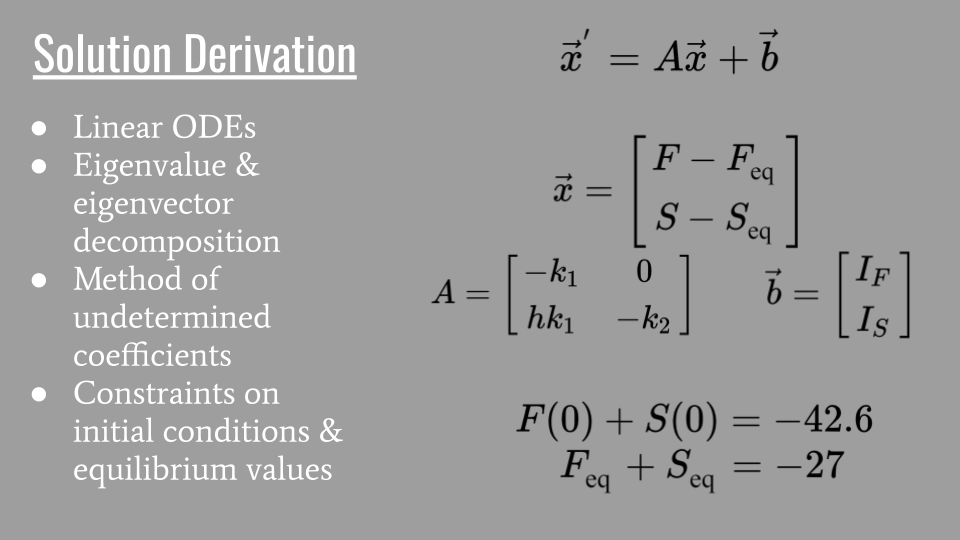 Solution Derivation
● Linear ODEs
● Eigenvalue &
eigenvector
decomposition
● Method of
undetermined
coefficients
● Constraints on
initial conditions &
equilibrium values
$\vec{x}' = A\vec{x} + \vec{b}$
$\vec{x} = \begin{bmatrix} F - F_{\text{eq}} \\ S - S_{\text{eq}} \end{bmatrix}$
$A = \begin{bmatrix} -k_1 & 0 \\ hk_1 & -k_2 \end{bmatrix}$ $\vec{b} = \begin{bmatrix} I_F \\ I_S \end{bmatrix}$
$F(0) + S(0) = -42.6$
$F_{\text{eq}} + S_{\text{eq}} = -27$